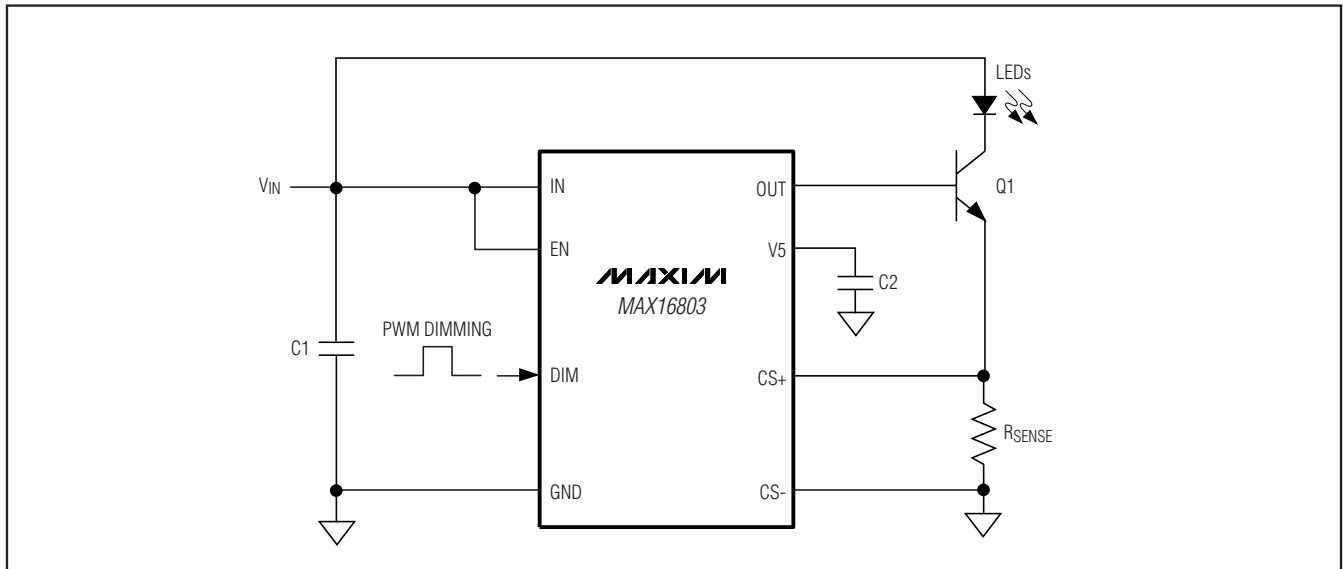 LEDs
VIN
IN
OUT
Q1
EN
V5
MAXIM
MAX16803
C2
PWM DIMMING
C1
DIM
CS+
RSENSE
GND
CS-